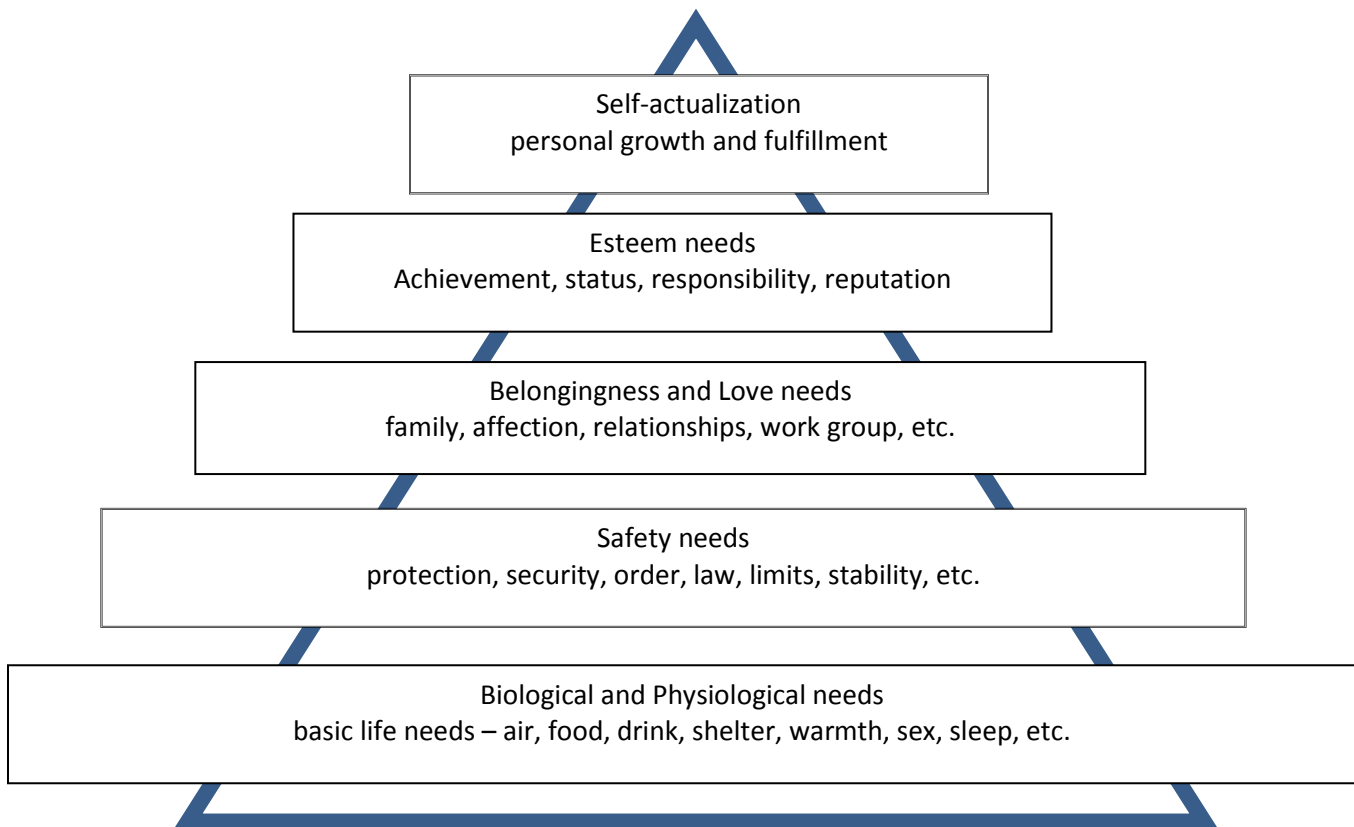 Self-actualization
personal growth and fulfillment
Esteem needs
Achievement, status, responsibility, reputation
Belongingness and Love needs
family, affection, relationships, work group, etc.
Safety needs
protection, security, order, law, limits, stability, etc.
Biological and Physiological needs
basic life needs – air, food, drink, shelter, warmth, sex, sleep, etc.